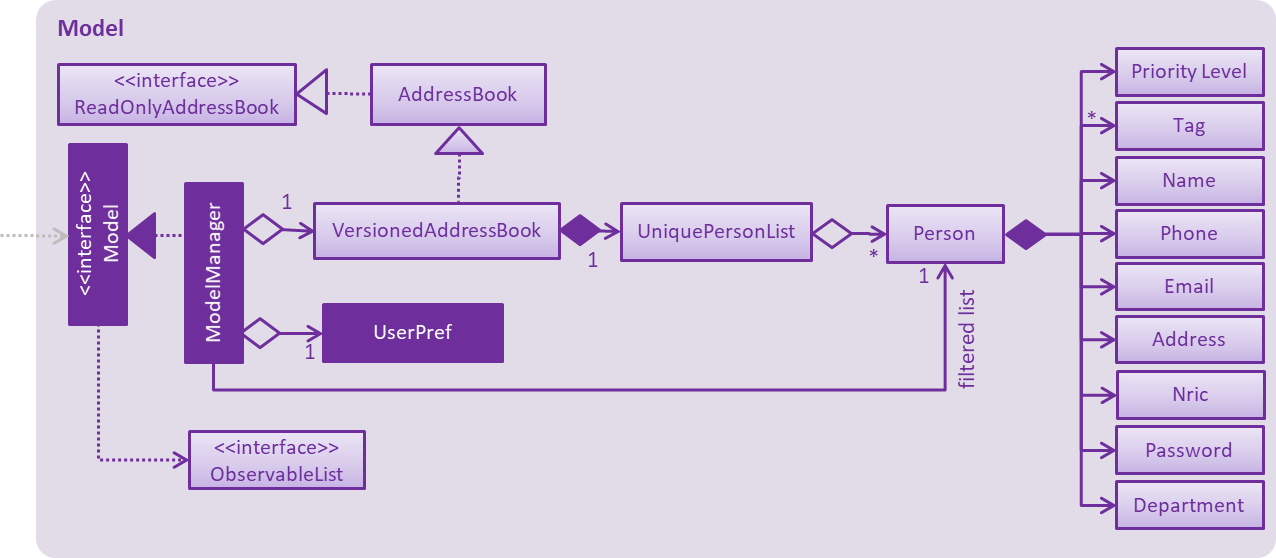 Model
<<interface>>
ReadOnlyAddressBook
AddressBook
<<interface>>
Model
ModelManager
1
VersionedAddressBook
1
UniquePersonList
*
Person
1
filtered list
1
UserPref
<<interface>>
ObservableList
Priority Level
*
Tag
Name
Phone
Email
Address
Nric
Password
Department